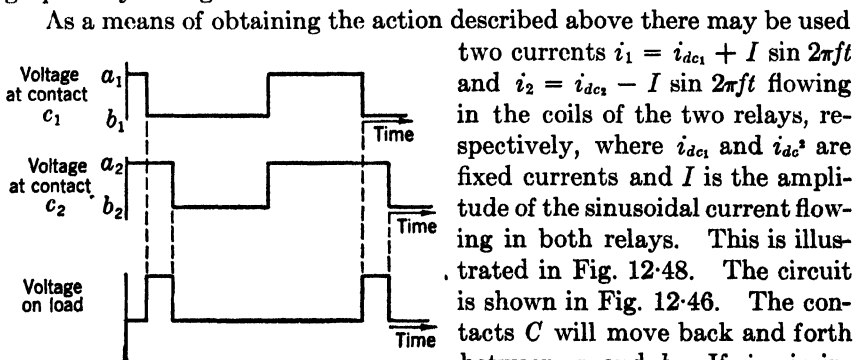 As a means of obtaining the action described above there may be used
two currents i₁ = i_dc₁ + I sin 2πft
and i₂ = i_dc₂ − I sin 2πft flowing
in the coils of the two relays, re-
spectively, where i_dc₁ and i_dc² are
fixed currents and I is the ampli-
tude of the sinusoidal current flow-
ing in both relays. This is illus-
trated in Fig. 12·48. The circuit
is shown in Fig. 12·46. The con-
tacts C will move back and forth
Voltage
at contact
c₁
a₁
b₁
Time
Voltage
at contact
c₂
a₂
b₂
Time
Voltage
on load
Time